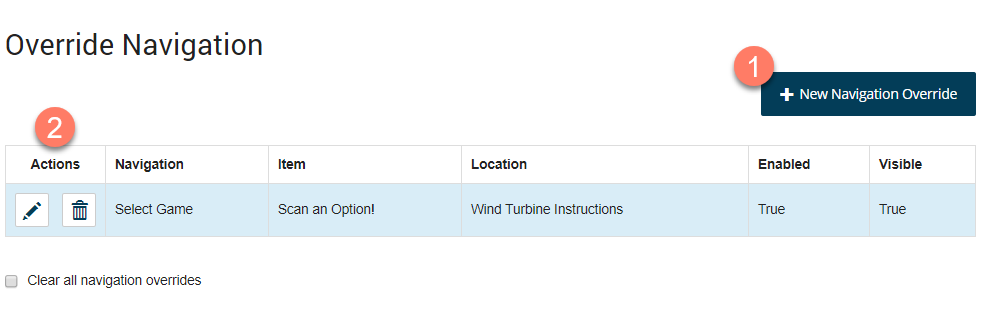 Override Navigation
1
New Navigation Override
2
Actions Navigation Item Location Enabled Visible
Select Game Scan an Option! Wind Turbine Instructions True True
Clear all navigation overrides